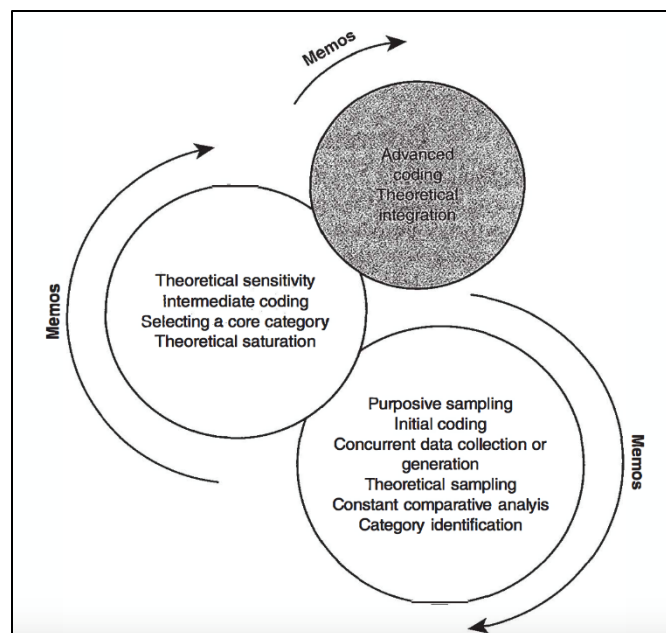 Memos
Advanced
coding
Theoretical
integration
Memos
Theoretical sensitivity
Intermediate coding
Selecting a core category
Theoretical saturation
Purposive sampling
Initial coding
Concurrent data collection or
generation
Theoretical sampling
Constant comparative analyis
Category identification
Memos